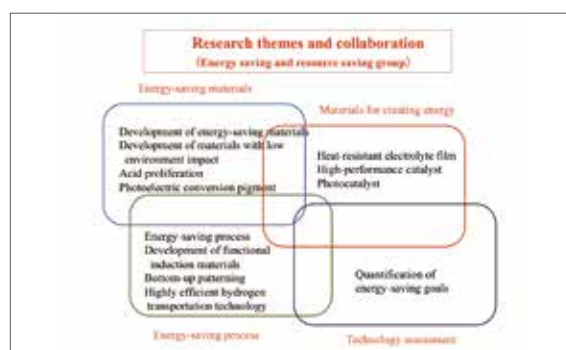 Research themes and collaboration
(Energy saving and resource saving group)
Energy-saving materials
Development of energy-saving materials
Development of materials with low
environment impact
Acid proliferation
Photoelectric conversion pigment
Materials for creating energy
Heat-resistant electrolyte film
High-performance catalyst
Photocatalyst
Energy-saving process
Development of functional
induction materials
Bottom-up patterning
Highly efficient hydrogen
transportation technology
Energy-saving process
Quantification of
energy-saving goals
Technology assessment